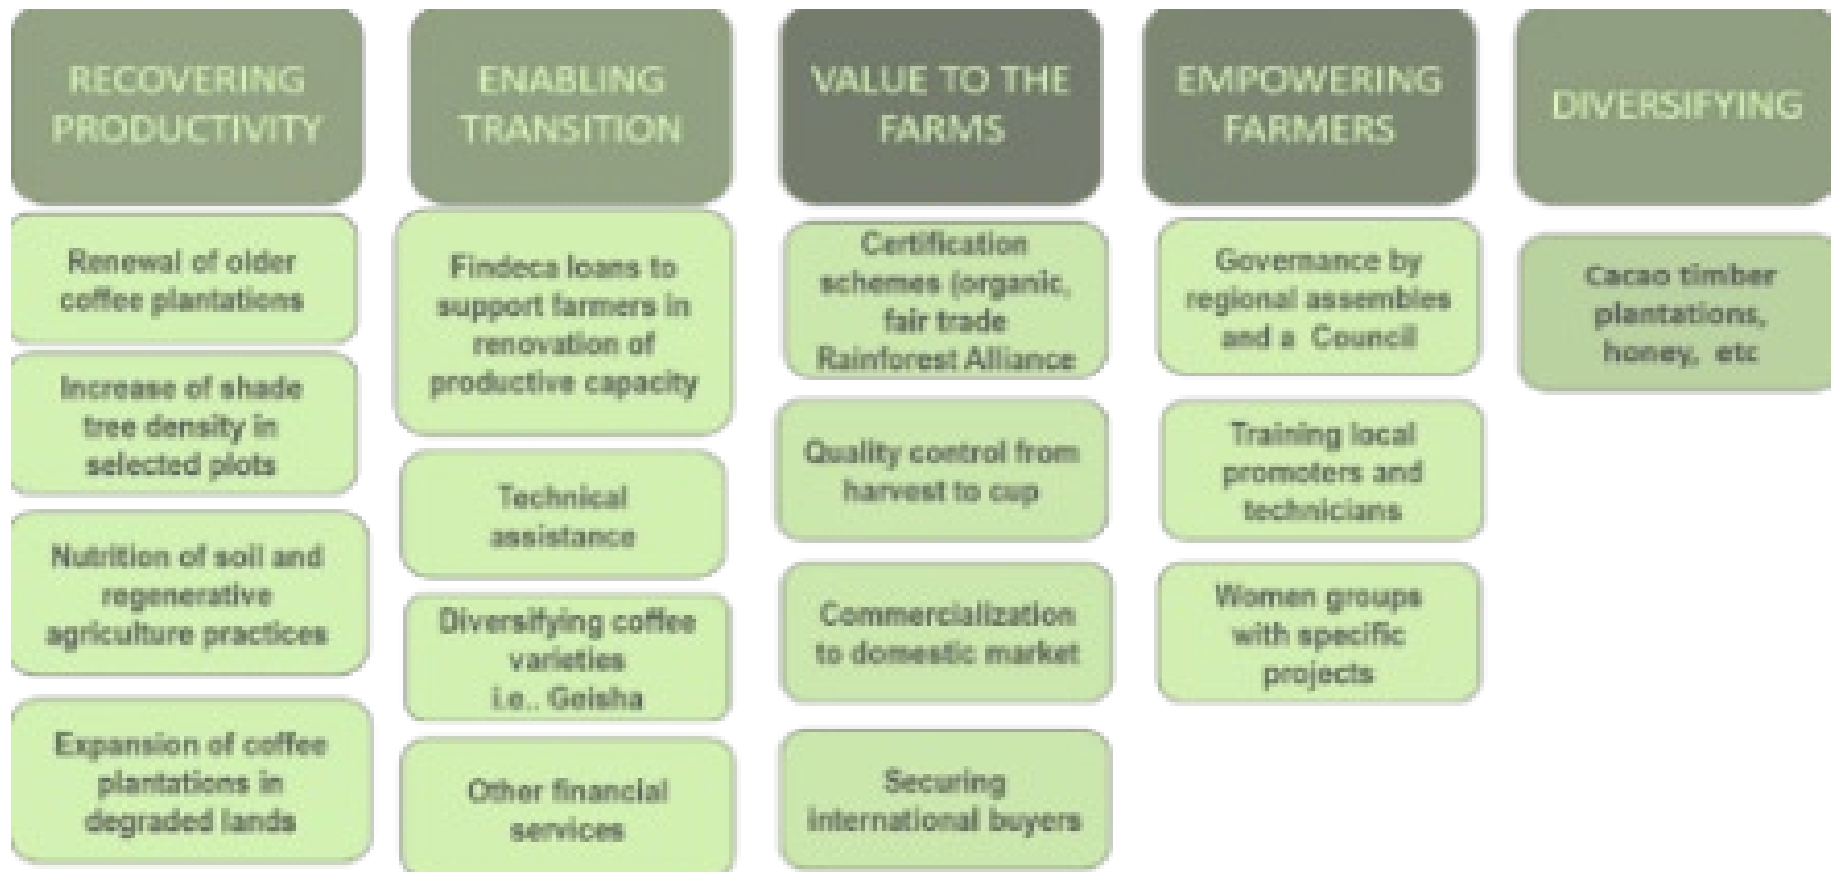 RECOVERING
PRODUCTIVITY
Renewal of older
coffee plantations
Increase of shade
tree density in
selected plots
Nutrition of soil and
regenerative
agriculture practices
Expansion of coffee
plantations in
degraded lands
ENABLING
TRANSITION
Findeca loans to
support farmers in
renovation of
productive capacity
Technical
assistance
Diversifying coffee
varieties
i.e.. Geisha
Other financial
services
VALUE TO THE
FARMS
Certification
schemes (organic,
fair trade
Rainforest Alliance
Quality control from
harvest to cup
Commercialization
to domestic market
Securing
international buyers
EMPOWERING
FARMERS
Governance by
regional assembles
and a Council
Training local
promoters and
technicians
Women groups
with specific
projects
DIVERSIFYING
Cacao timber
plantations,
honey, etc